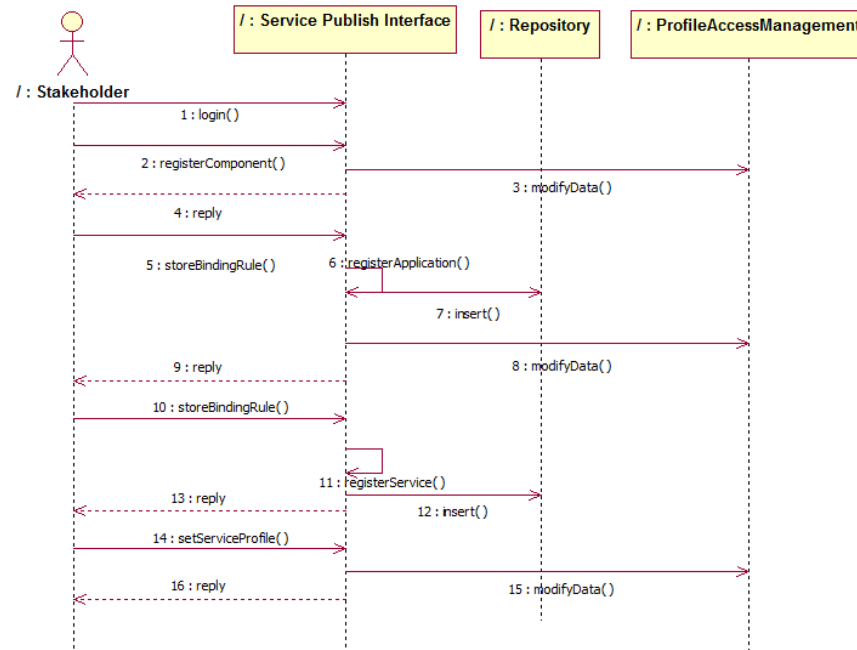 / : Service Publish Interface
/ : Repository
/ : ProfileAccessManagement
/ : Stakeholder
1 : login()
2 : registerComponent()
3 : modifyData()
4 : reply
5 : storeBindingRule()
6 : registerApplication()
7 : insert()
8 : modifyData()
9 : reply
10 : storeBindingRule()
11 : registerService()
13 : reply
12 : insert()
14 : setServiceProfile()
16 : reply
15 : modifyData()